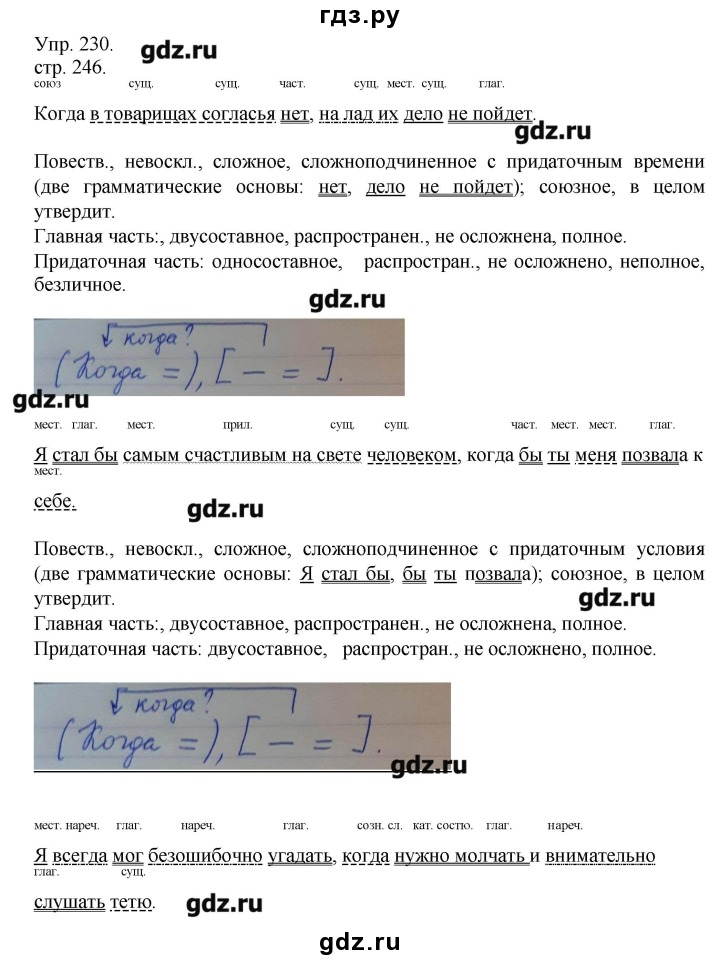 гдз.ру
Упр. 230.
gdz.ru
стр. 246.
союз сущ. сущ. част. сущ. мест. сущ. глаг.
Когда в товарищах согласья нет, на лад их дело не пойдет.
gdz.ru
Повеств., невоскл., сложное, сложноподчиненное с придаточным времени
(две грамматические основы: нет, дело не пойдет); союзное, в целом
утвердит.
Главная часть:, двусоставное, распространен., не осложнена, полное.
Придаточная часть: односоставное, распростран., не осложнено, неполное,
безличное.
gdz.ru
когда?
(Когда =), [ – = ].
gdz.ru
мест. глаг. мест. прил. сущ. сущ. част. мест. мест. глаг.
Я стал бы самым счастливым на свете человеком, когда бы ты меня позвала к
мест.
себе.
gdz.ru
Повеств., невоскл., сложное, сложноподчиненное с придаточным условия
(две грамматические основы: Я стал бы, бы ты позвала); союзное, в целом
утвердит.
gdz.ru
Главная часть:, двусоставное, распространен., не осложнена, полное.
Придаточная часть: двусоставное, распростран., не осложнено, полное.
когда?
(Когда =), [ – = ].
gdz.ru
мест. нареч. глаг. нареч. глаг. созн. сл. кат. состю. глаг. нареч.
Я всегда мог безошибочно угадать, когда нужно молчать и внимательно
глаг. сущ.
слушать тетю.
gdz.ru
gdz.ru